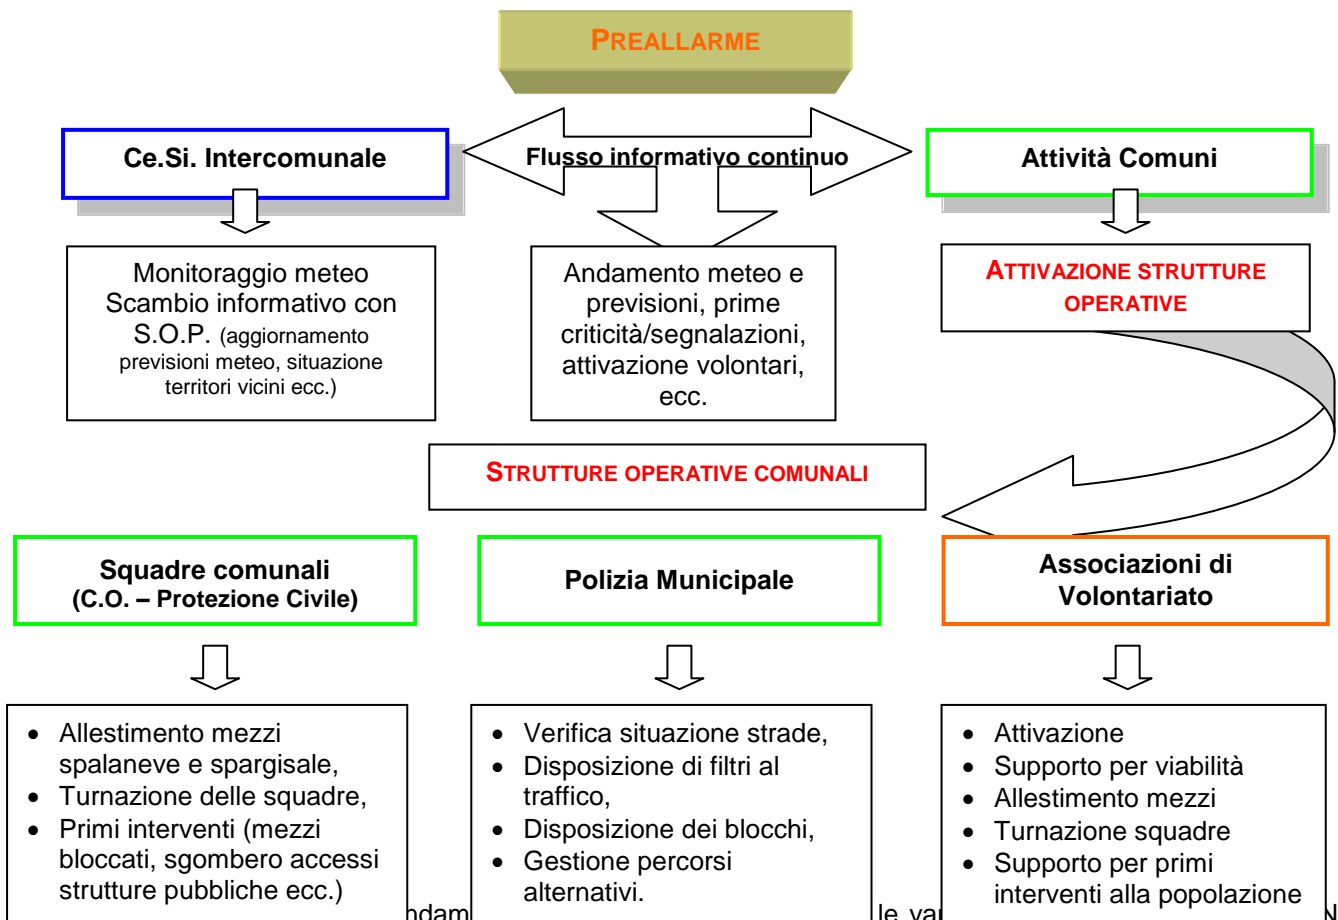 PREALLARME
Ce.Si. Intercomunale
Flusso informativo continuo
Attività Comuni
Monitoraggio meteo
Scambio informativo con
S.O.P. (aggiornamento
previsioni meteo, situazione
territori vicini ecc.)
Andamento meteo e
previsioni, prime
criticità/segnalazioni,
attivazione volontari,
ecc.
ATTIVAZIONE STRUTTURE
OPERATIVE
STRUTTURE OPERATIVE COMUNALI
Squadre comunali
(C.O. – Protezione Civile)
Polizia Municipale
Associazioni di
Volontariato
• Allestimento mezzi
spalaneve e spargisale,
• Turnazione delle squadre,
• Primi interventi (mezzi
bloccati, sgombero accessi
strutture pubbliche ecc.)
• Verifica situazione strade,
• Disposizione di filtri al
traffico,
• Disposizione dei blocchi,
• Gestione percorsi
alternativi.
• Attivazione
• Supporto per viabilità
• Allestimento mezzi
• Turnazione squadre
• Supporto per primi
interventi alla popolazione
le